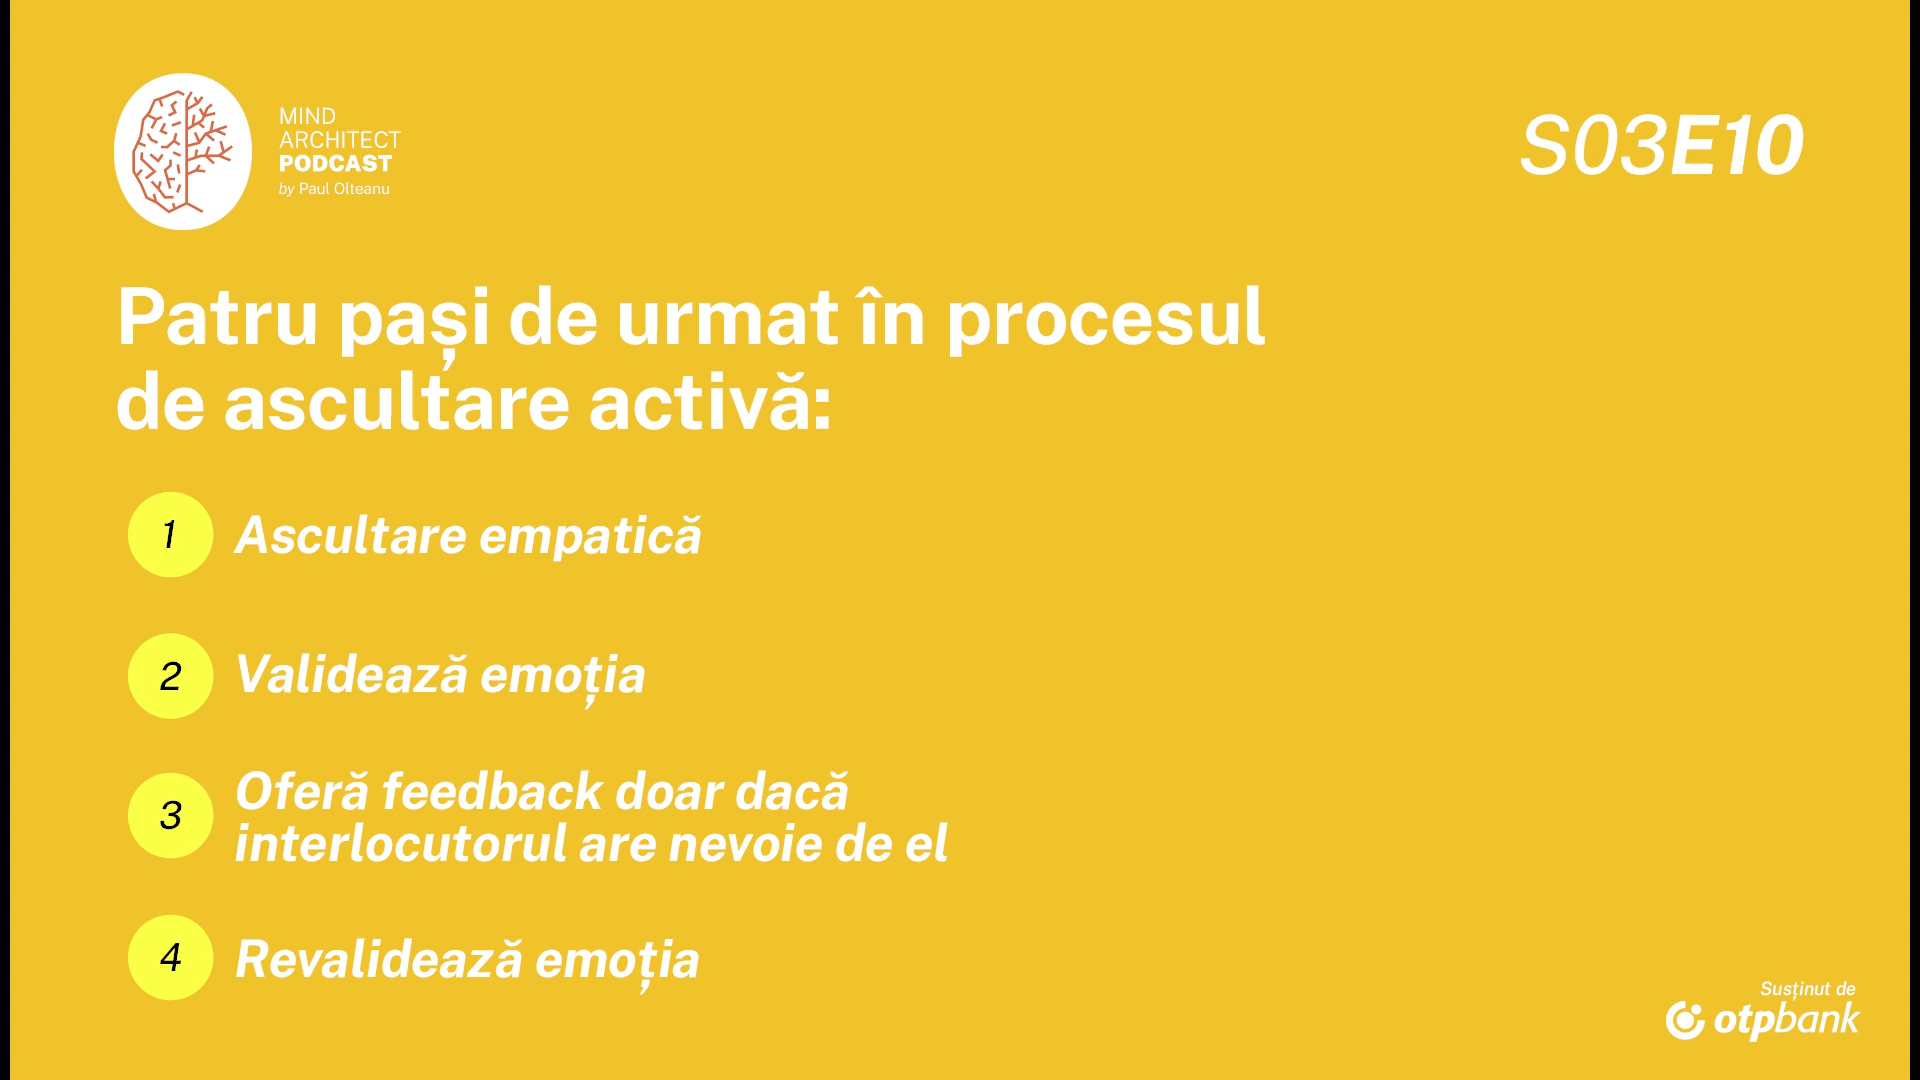 MIND
ARCHITECT
PODCAST
by Paul Olteanu
S03E10
Patru pași de urmat în procesul
de ascultare activă:
1 Ascultare empatică
2 Validează emoția
3 Oferă feedback doar dacă
interlocutorul are nevoie de el
4 Revalidează emoția
Susținut de
otpbank